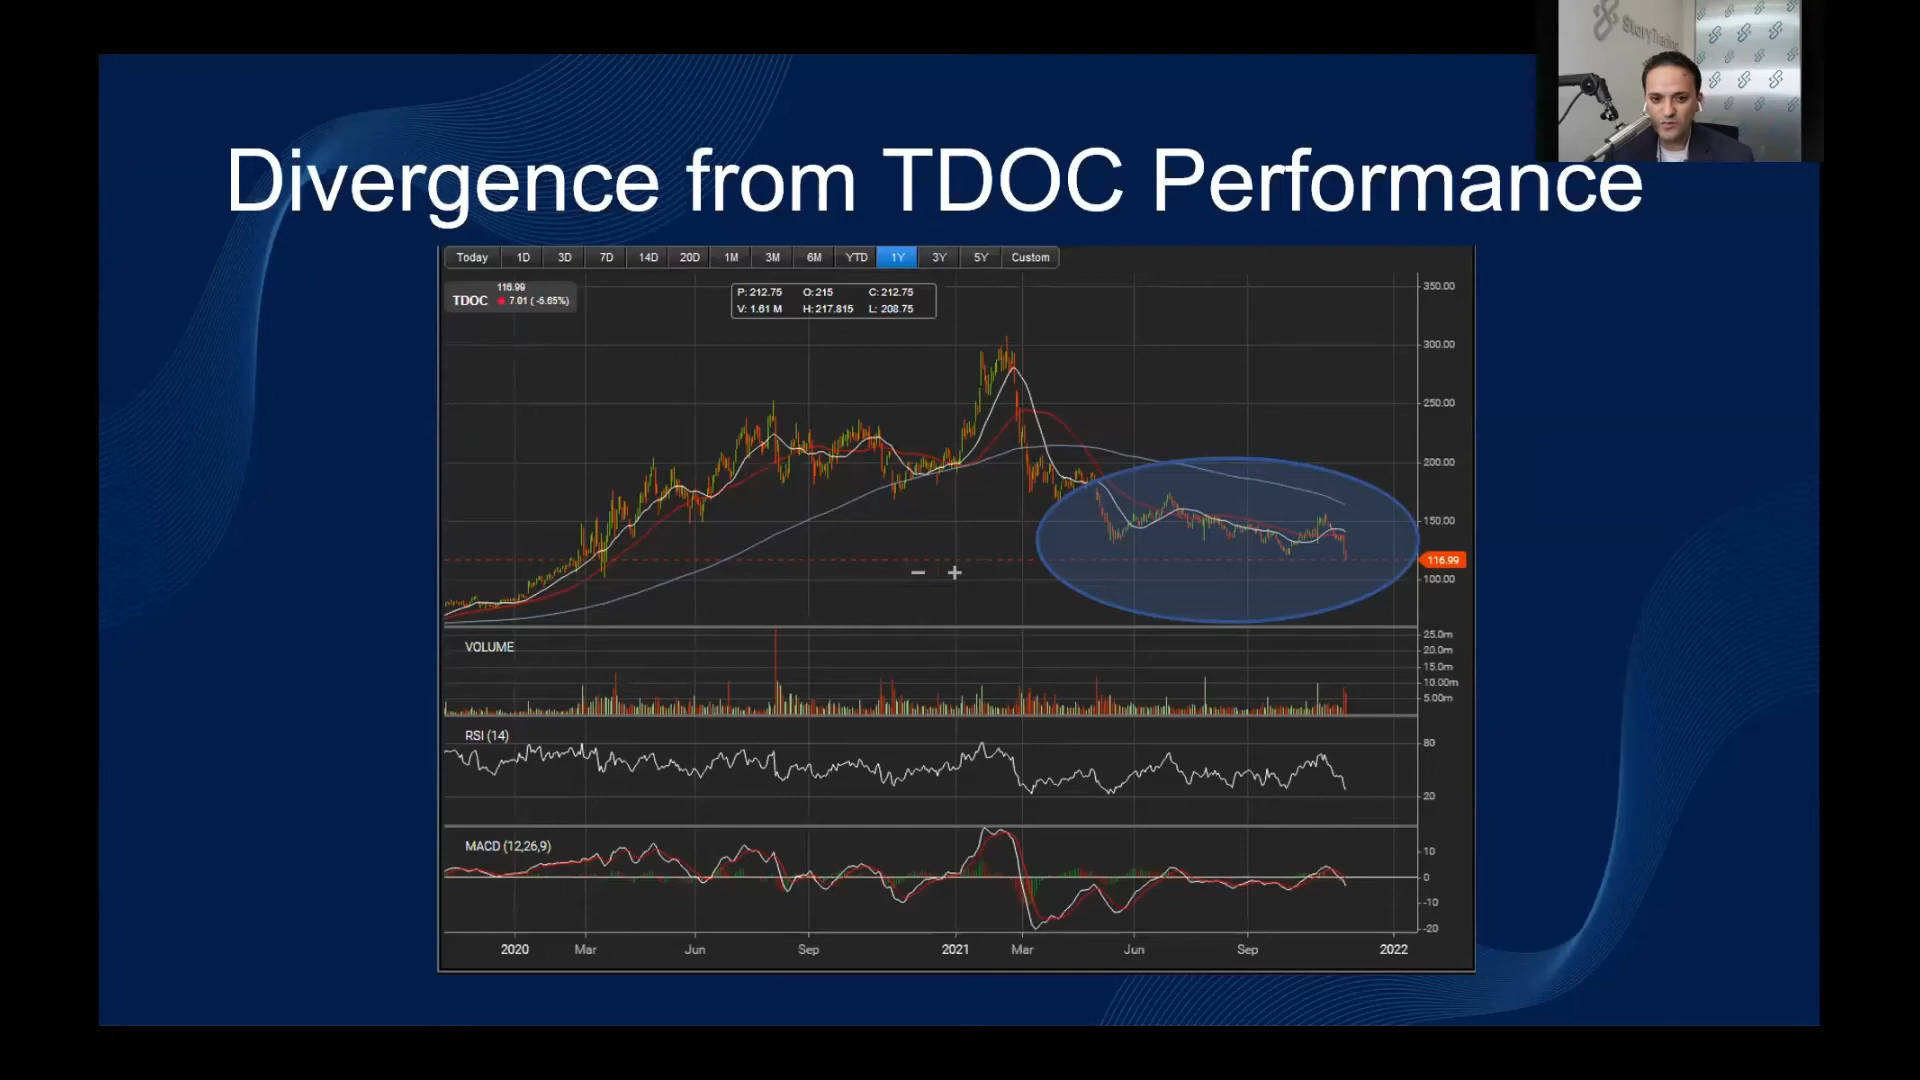 StoryTrading
Divergence from TDOC Performance
Today 1D 3D 7D 14D 20D 1M 3M 6M YTD 1Y 3Y 5Y Custom
TDOC 116.99
7.01 ( -5.65%)
P: 212.75 O: 215 C: 212.75
V: 1.61 M H: 217.815 L: 208.75
350.00
300.00
250.00
200.00
150.00
116.99
100.00
VOLUME
25.0m
20.0m
15.0m
10.00m
5.00m
RSI (14)
80
20
MACD (12,26,9)
10
0
-10
-20
2020 Mar Jun Sep 2021 Mar Jun Sep 2022